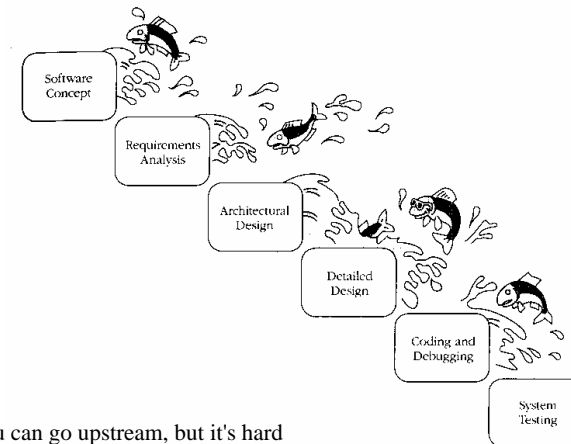 Software
Concept
Requirements
Analysis
Architectural
Design
Detailed
Design
Coding and
Debugging
System
Testing
can go upstream, but it's hard